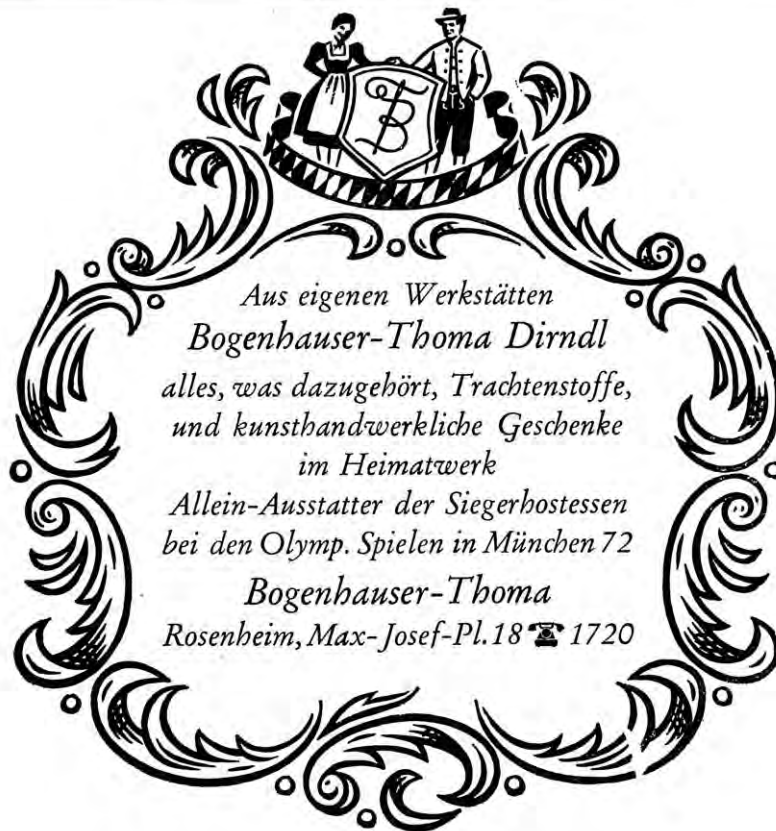 Aus eigenen Werkstätten
Bogenhauser-Thoma Dirndl
alles, was dazugehört, Trachtenstoffe,
und kunsthandwerkliche Geschenke
im Heimatwerk
Allein-Ausstatter der Siegerhostessen
bei den Olymp. Spielen in München 72
Bogenhauser-Thoma
Rosenheim, Max-Josef-Pl. 18 ☎ 1720